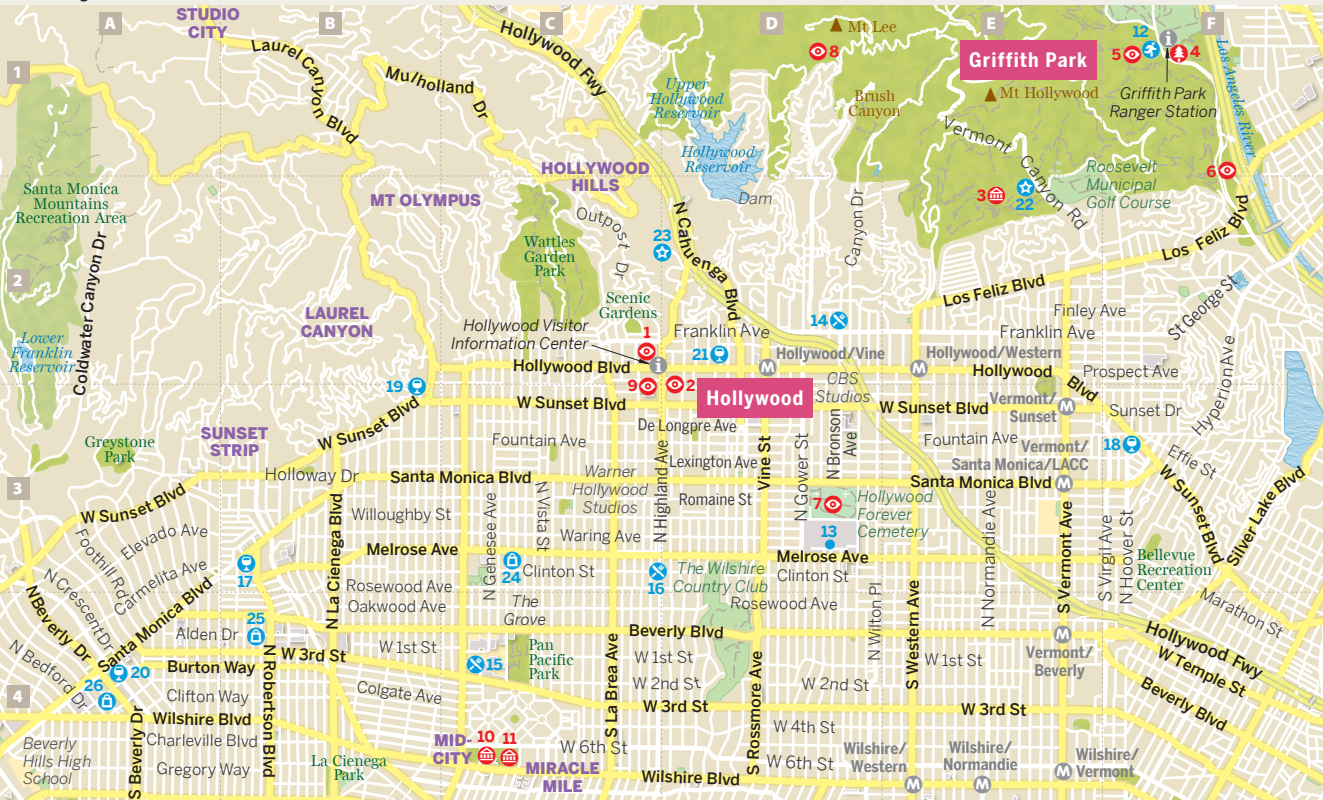 STUDIO
CITY
A
B
C
D
E
F
Laurel Canyon Blvd
Mu/holland Dr
Hollywood Fwy
8
Mt Lee
Griffith Park
12
5
4
1
Mt Hollywood
Griffith Park
Ranger Station
Los Angeles River
Upper
Hollywood
Reservoir
Brush
Canyon
Vermont Canyon Rd
Hollywood
Reservoir
HOLLYWOOD
HILLS
Roosevelt
Municipal
Golf Course
6
Santa Monica
Mountains
Recreation Area
MT OLYMPUS
Dam
3
22
Outpost Dr
N Cahuenga Blvd
Canyon Dr
Los Feliz Blvd
23
Wattles
Garden
Park
Coldwater Canyon Dr
2
Los Feliz Blvd
St George St
Scenic
Gardens
LAUREL
CANYON
Finley Ave
Hollywood Visitor
Information Center
1
Franklin Ave
14
Franklin Ave
Lower
Franklin
Reservoir
21
Hollywood/Vine
Hollywood/Western
Hyperion Ave
Hollywood Blvd
Hollywood
Blvd
Prospect Ave
19
9
2
Hollywood
CBS
Studios
W Sunset Blvd
W Sunset Blvd
Vermont/
Sunset
Sunset Dr
W Sunset Blvd
De Longpre Ave
SUNSET
STRIP
Greystone
Park
Fountain Ave
Fountain Ave
Vermont/
Santa Monica/LACC
18
Effie St
Vine St
N Gower St
N Bronson
Ave
Lexington Ave
Holloway Dr
Santa Monica Blvd
Warner
Hollywood
Studios
N Highland Ave
Santa Monica Blvd
3
W Sunset Blvd
Romaine St
7
Hollywood
Forever
Cemetery
W Sunset Blvd
Silver Lake Blvd
N La Cienega Blvd
Willoughby St
N Genesee Ave
N Vista St
Waring Ave
13
N Normandie Ave
S Vermont Ave
S Virgil Ave
N Hoover St
Elevado Ave
Foothill Rd
Melrose Ave
Melrose Ave
Bellevue
Recreation
Center
N Crescent Dr
Carmelita Ave
17
24
Clinton St
16
The Wilshire
Country Club
Clinton St
Rosewood Ave
Oakwood Ave
The
Grove
Rosewood Ave
N Wilton Pl
S Western Ave
Marathon St
N Beverly Dr
Santa Monica Blvd
25
Alden Dr
Beverly Blvd
Hollywood Fwy
N Bedford Dr
W 3rd St
W 1st St
15
Pan
Pacific
Park
W 1st St
W 1st St
Vermont/
Beverly
W Temple St
20
Burton Way
N Robertson Blvd
S La Brea Ave
S Rossmore Ave
26
Clifton Way
Colgate Ave
W 2nd St
W 2nd St
Beverly Blvd
4
W 3rd St
W 3rd St
Wilshire Blvd
W 4th St
Beverly
Hills High
School
S Beverly Dr
Charleville Blvd
MID-
CITY
10
11
W 6th St
Wilshire/
Western
Wilshire/
Normandie
Wilshire/
Vermont
Gregory Way
La Cienega
Park
MIRACLE
MILE
W 6th St
Wilshire Blvd